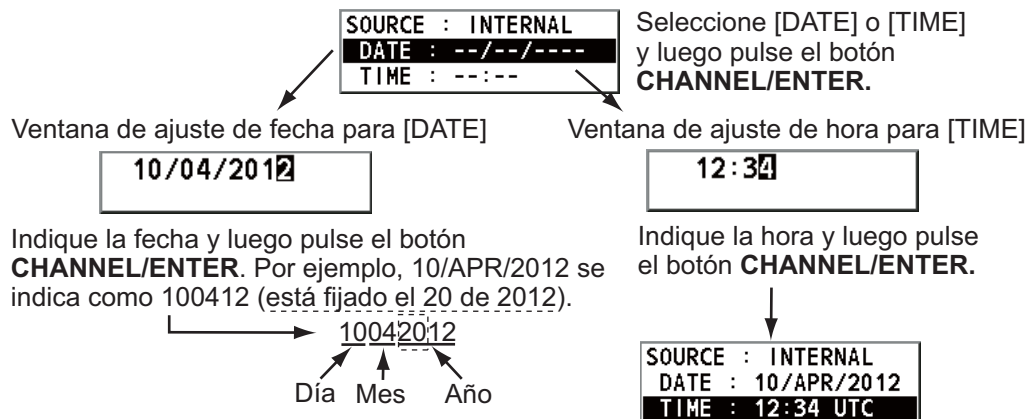 SOURCE : INTERNAL
DATE : --/--/----
TIME : --:--
Seleccione [DATE] o [TIME]
y luego pulse el botón
CHANNEL/ENTER.
Ventana de ajuste de fecha para [DATE]
10/04/2012
Indique la fecha y luego pulse el botón
CHANNEL/ENTER. Por ejemplo, 10/APR/2012 se
indica como 100412 (está fijado el 20 de 2012).
10042012
Día Mes Año
Ventana de ajuste de hora para [TIME]
12:34
Indique la hora y luego pulse
el botón CHANNEL/ENTER.
SOURCE : INTERNAL
DATE : 10/APR/2012
TIME : 12:34 UTC